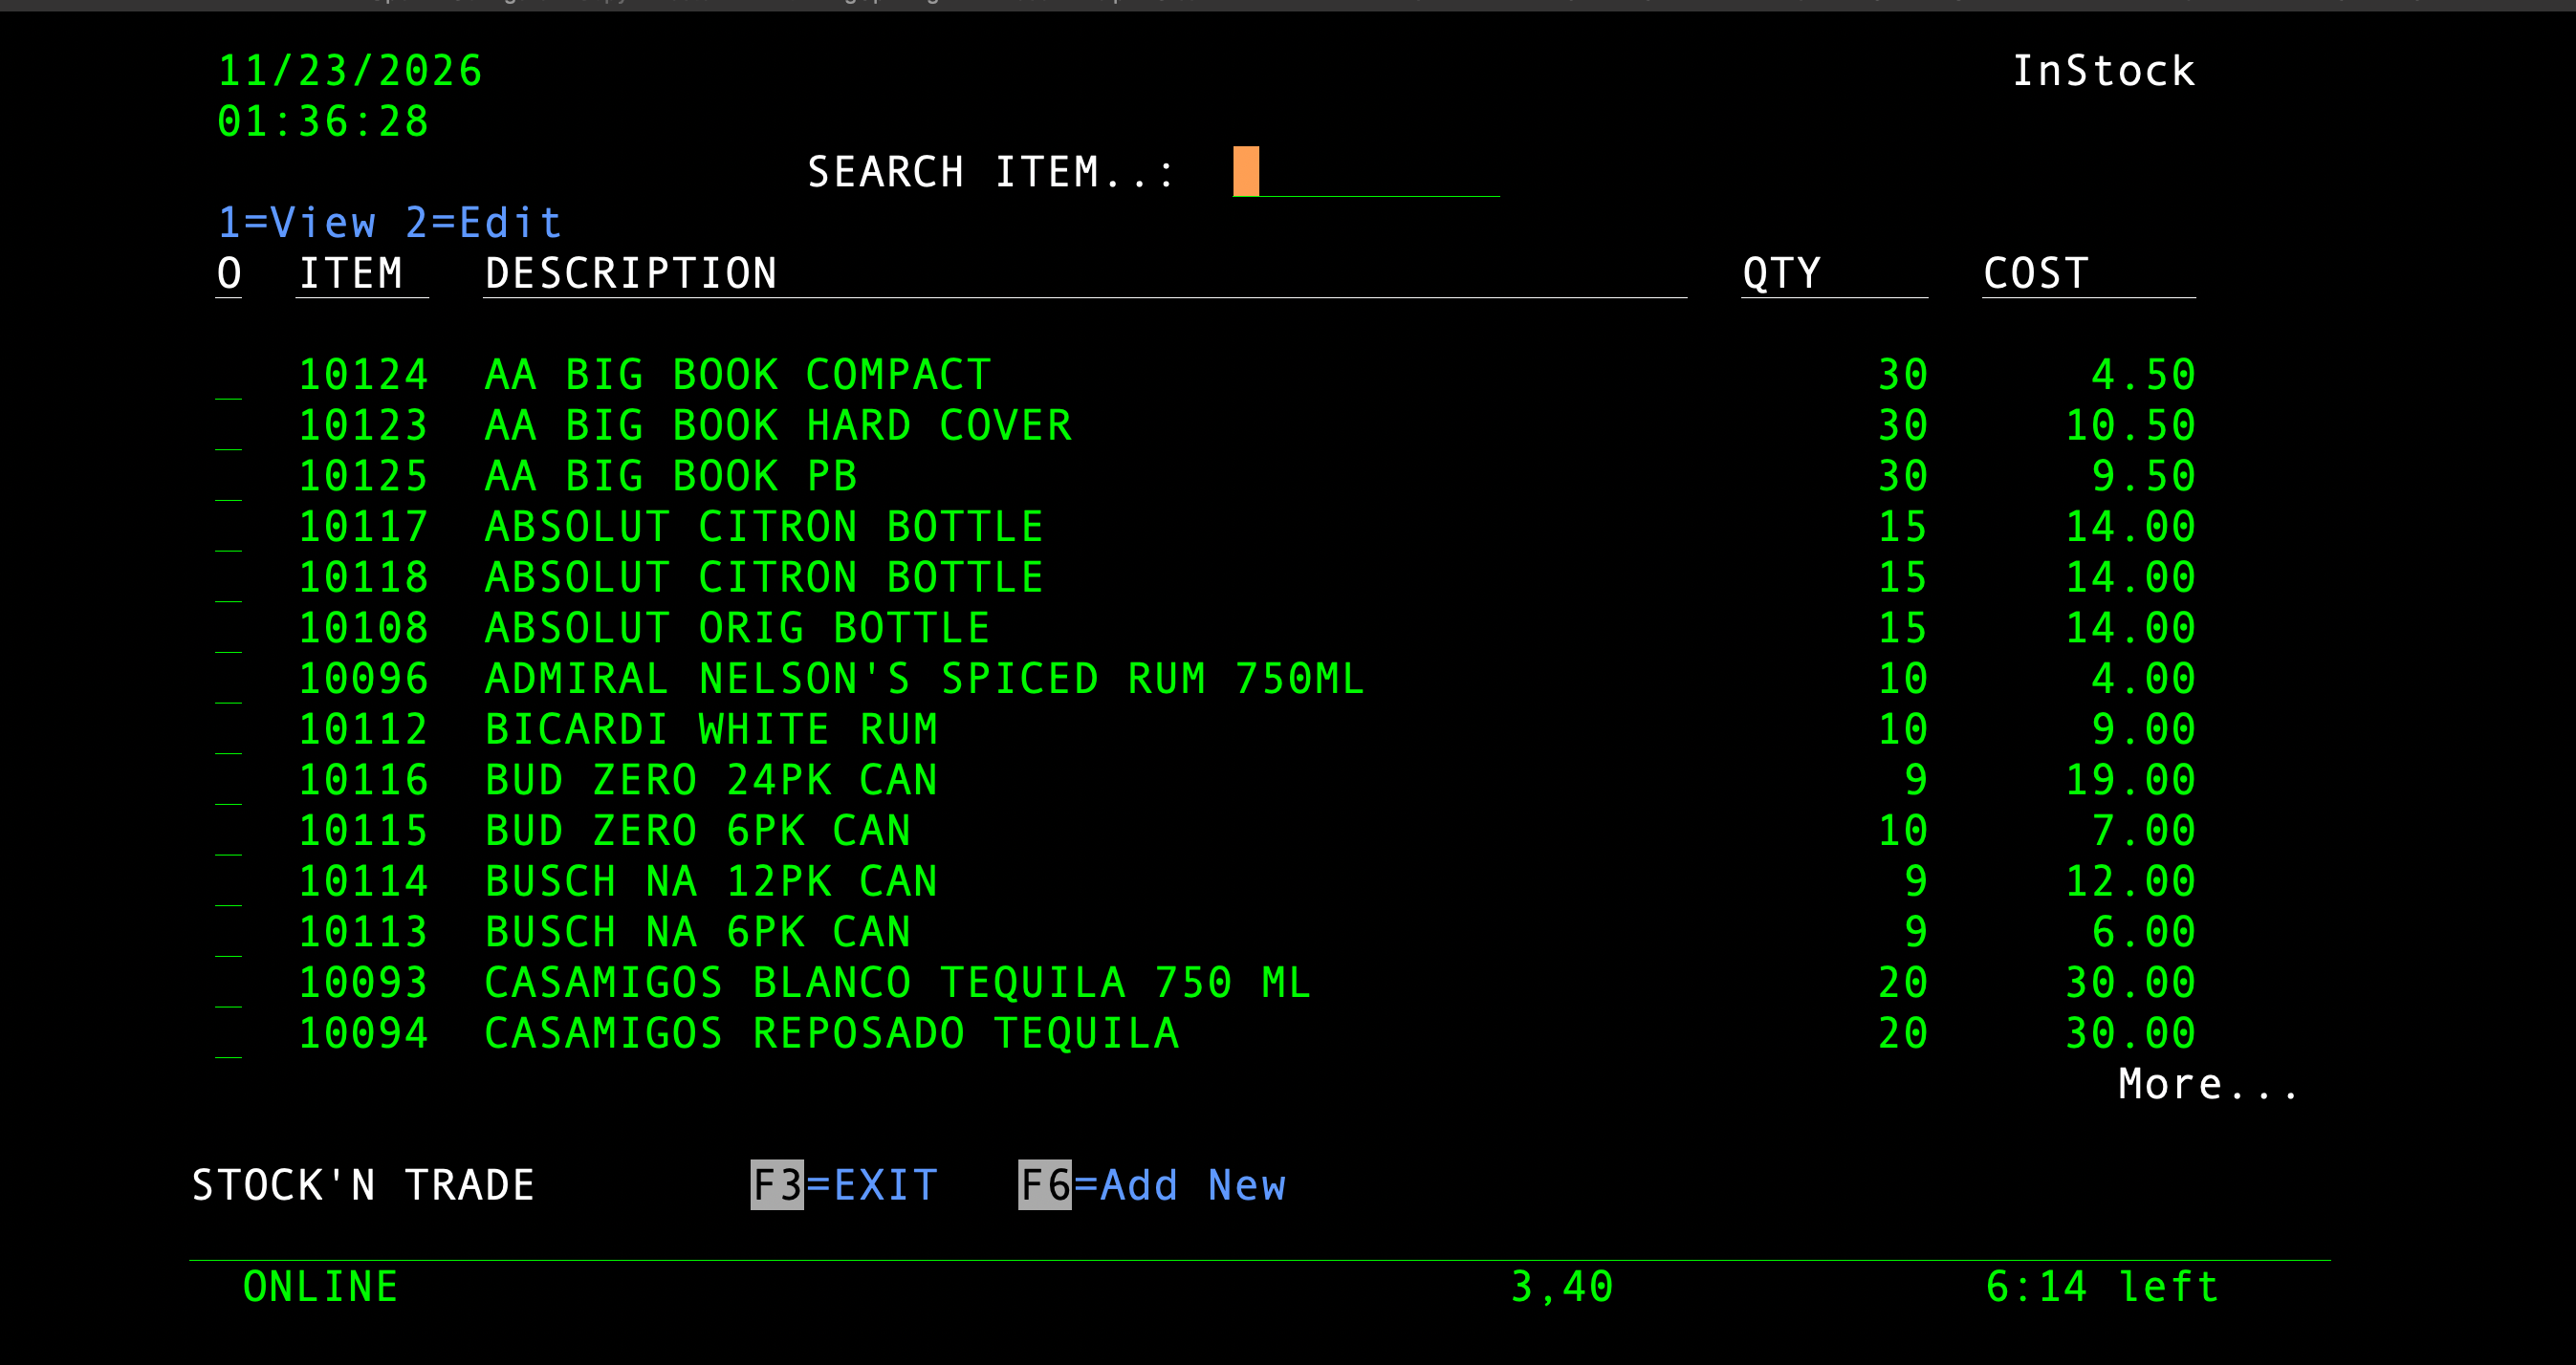 11/23/2026 InStock
01:36:28
SEARCH ITEM..:
1=View 2=Edit
O ITEM DESCRIPTION QTY COST
10124 AA BIG BOOK COMPACT 30 4.50
10123 AA BIG BOOK HARD COVER 30 10.50
10125 AA BIG BOOK PB 30 9.50
10117 ABSOLUT CITRON BOTTLE 15 14.00
10118 ABSOLUT CITRON BOTTLE 15 14.00
10108 ABSOLUT ORIG BOTTLE 15 14.00
10096 ADMIRAL NELSON'S SPICED RUM 750ML 10 4.00
10112 BICARDI WHITE RUM 10 9.00
10116 BUD ZERO 24PK CAN 9 19.00
10115 BUD ZERO 6PK CAN 10 7.00
10114 BUSCH NA 12PK CAN 9 12.00
10113 BUSCH NA 6PK CAN 9 6.00
10093 CASAMIGOS BLANCO TEQUILA 750 ML 20 30.00
10094 CASAMIGOS REPOSADO TEQUILA 20 30.00
More...
STOCK'N TRADE F3=EXIT F6=Add New
ONLINE 3,40 6:14 left